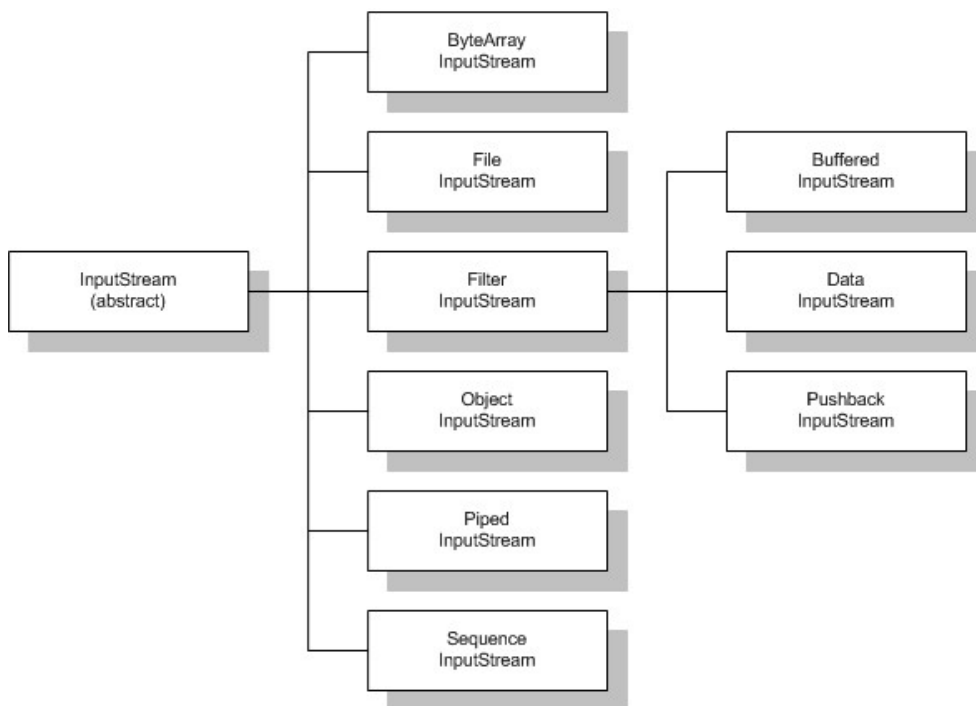 ByteArray
InputStream
File
InputStream
Buffered
InputStream
InputStream
(abstract)
Filter
InputStream
Data
InputStream
Object
InputStream
Pushback
InputStream
Piped
InputStream
Sequence
InputStream